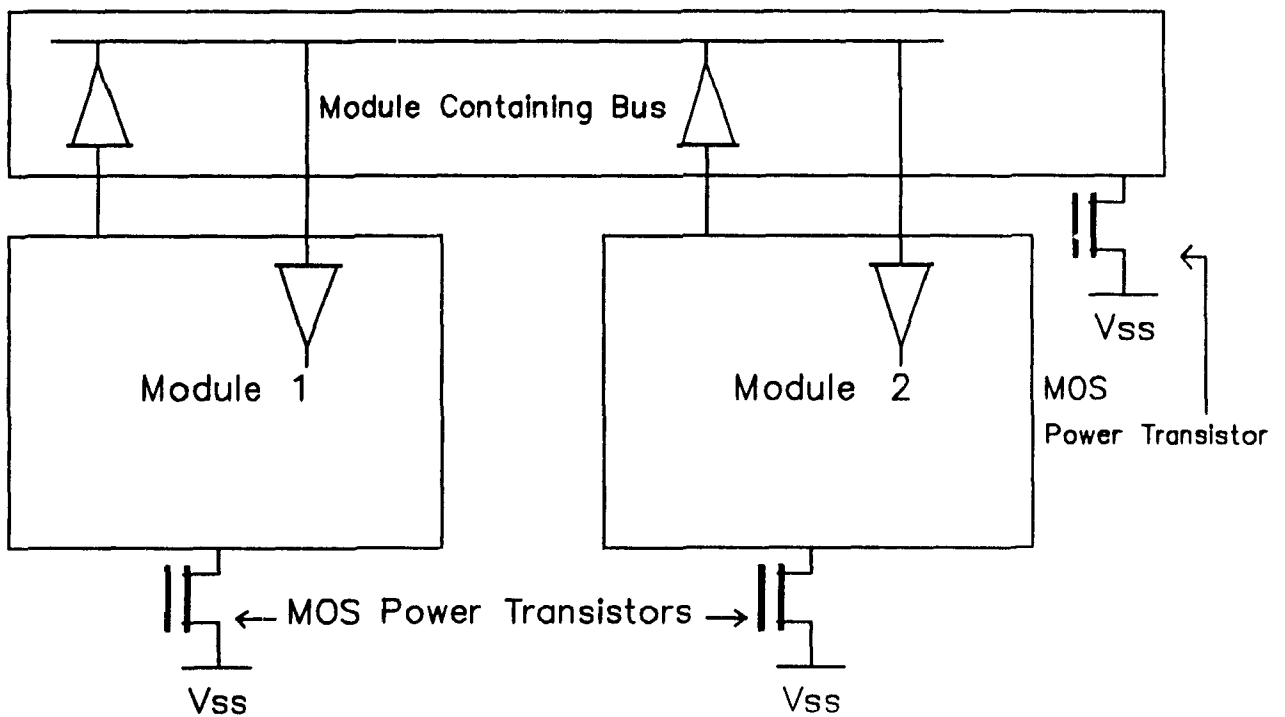 Module Containing Bus
Vss
Module 1
Module 2
MOS
Power Transistor
MOS Power Transistors
Vss
Vss